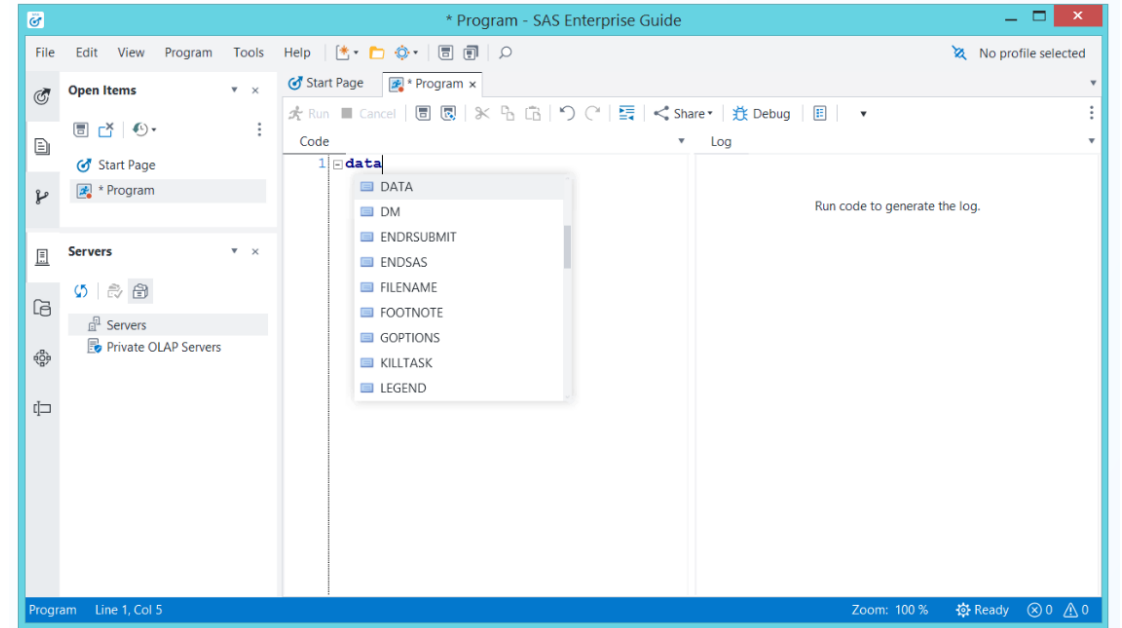 * Program - SAS Enterprise Guide
File Edit View Program Tools Help
No profile selected
Open Items
Start Page
* Program
Servers
Servers
Private OLAP Servers
Start Page * Program
Run Cancel Share Debug
Code
1 data
DATA
DM
ENDRSUBMIT
ENDSAS
FILENAME
FOOTNOTE
GOPTIONS
KILLTASK
LEGEND
Log
Run code to generate the log.
Program Line 1, Col 5 Zoom: 100 % Ready 0 0